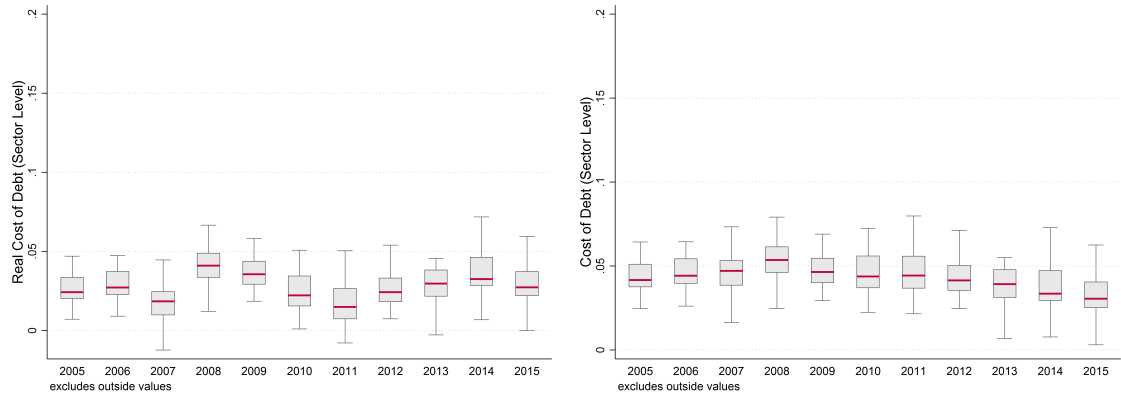 Real Cost of Debt (Sector Level)
.2
.15
.1
.05
0
2005 2006 2007 2008 2009 2010 2011 2012 2013 2014 2015
excludes outside values
Cost of Debt (Sector Level)
.2
.15
.1
.05
0
2005 2006 2007 2008 2009 2010 2011 2012 2013 2014 2015
excludes outside values